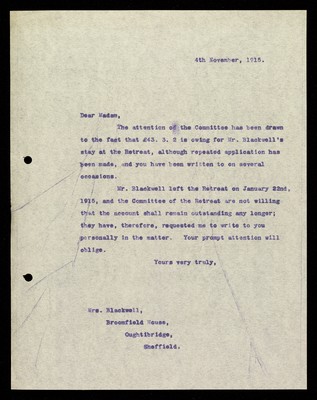 4th November, 1915.
Dear Madam,
The attention of the Committee has been drawn
to the fact that £43. 3. 2 is owing for Mr. Blackwell's
stay at the Retreat, although repeated application has
been made, and you have been written to on several
occasions.
Mr. Blackwell left the Retreat on January 22nd,
1915, and the Committee of the Retreat are not willing
that the account shall remain outstanding any longer;
they have, therefore, requested me to write to you
personally in the matter. Your prompt attention will
oblige.
Yours very truly,
Mrs. Blackwell,
Broomfield House,
Oughtibridge,
Sheffield.